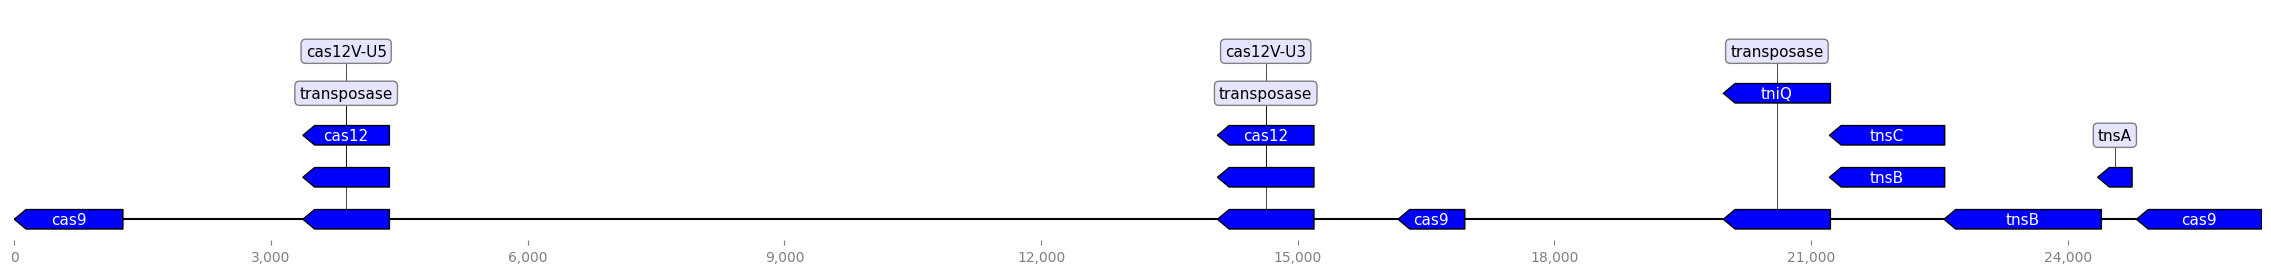 cas12V-U5 cas12V-U3 transposase
transposase transposase tniQ
cas12 cas12 tnsC tnsA
tnsB
cas9 cas9 tnsB cas9
0 3,000 6,000 9,000 12,000 15,000 18,000 21,000 24,000